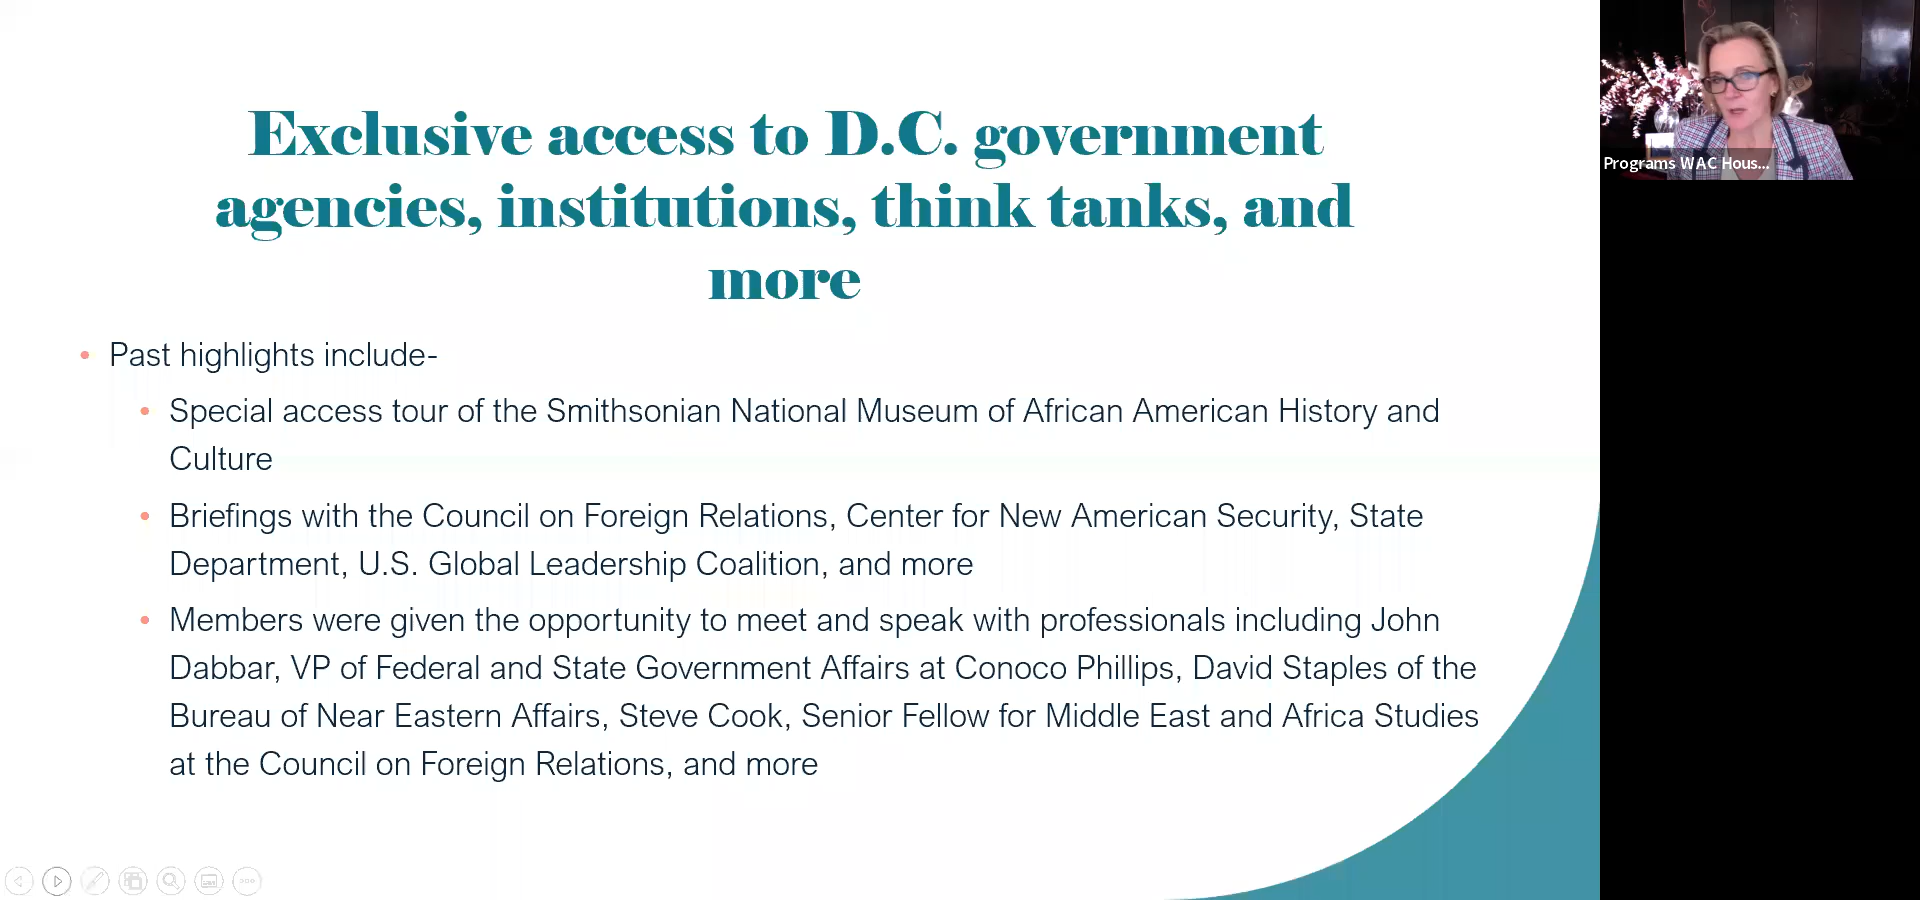 Exclusive access to D.C. government
agencies, institutions, think tanks, and
more
Past highlights include-
Special access tour of the Smithsonian National Museum of African American History and
Culture
Briefings with the Council on Foreign Relations, Center for New American Security, State
Department, U.S. Global Leadership Coalition, and more
Members were given the opportunity to meet and speak with professionals including John
Dabbar, VP of Federal and State Government Affairs at Conoco Phillips, David Staples of the
Bureau of Near Eastern Affairs, Steve Cook, Senior Fellow for Middle East and Africa Studies
at the Council on Foreign Relations, and more
Programs WAC Hous...